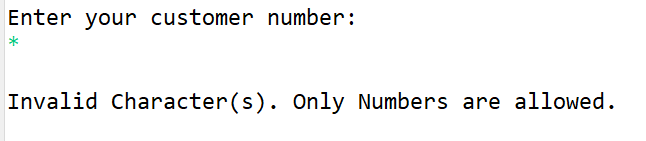 Enter your customer number:
*
Invalid Character(s). Only Numbers are allowed.